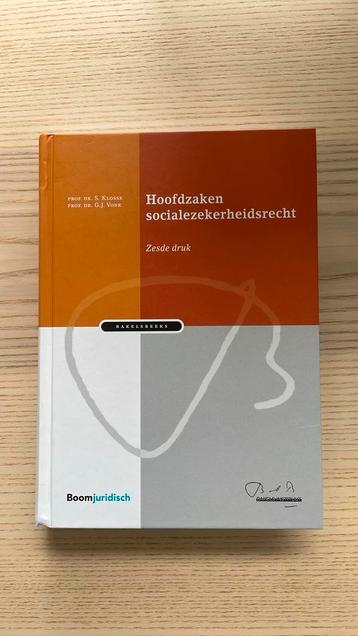 PROF. DR. S. KLOSSE
PROF. DR. G.J. VONK
Hoofdzaken
socialezekerheidsrecht
Zesde druk
BAKELSREEKS
Boomjuridisch